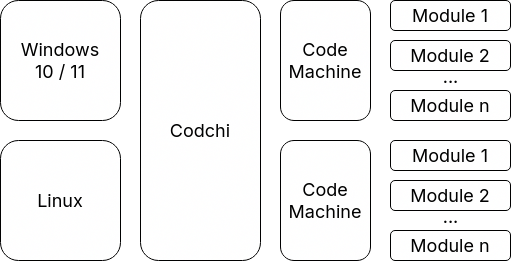 Windows
10 / 11
Linux
Codchi
Code
Machine
Module 1
Module 2
...
Module n
Code
Machine
Module 1
Module 2
...
Module n